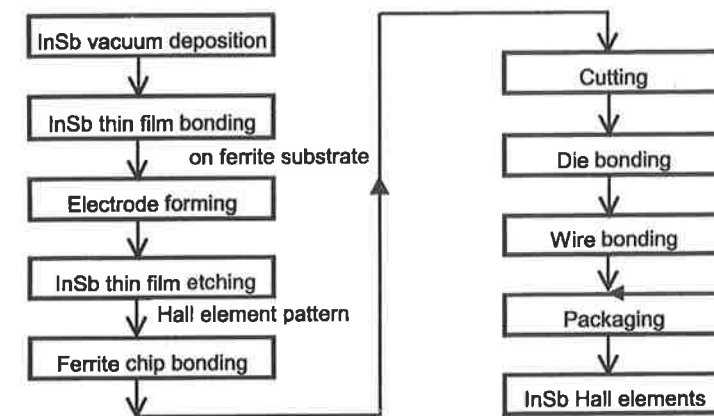 InSb vacuum deposition
InSb thin film bonding
on ferrite substrate
Electrode forming
InSb thin film etching
Hall element pattern
Ferrite chip bonding
Cutting
Die bonding
Wire bonding
Packaging
InSb Hall elements